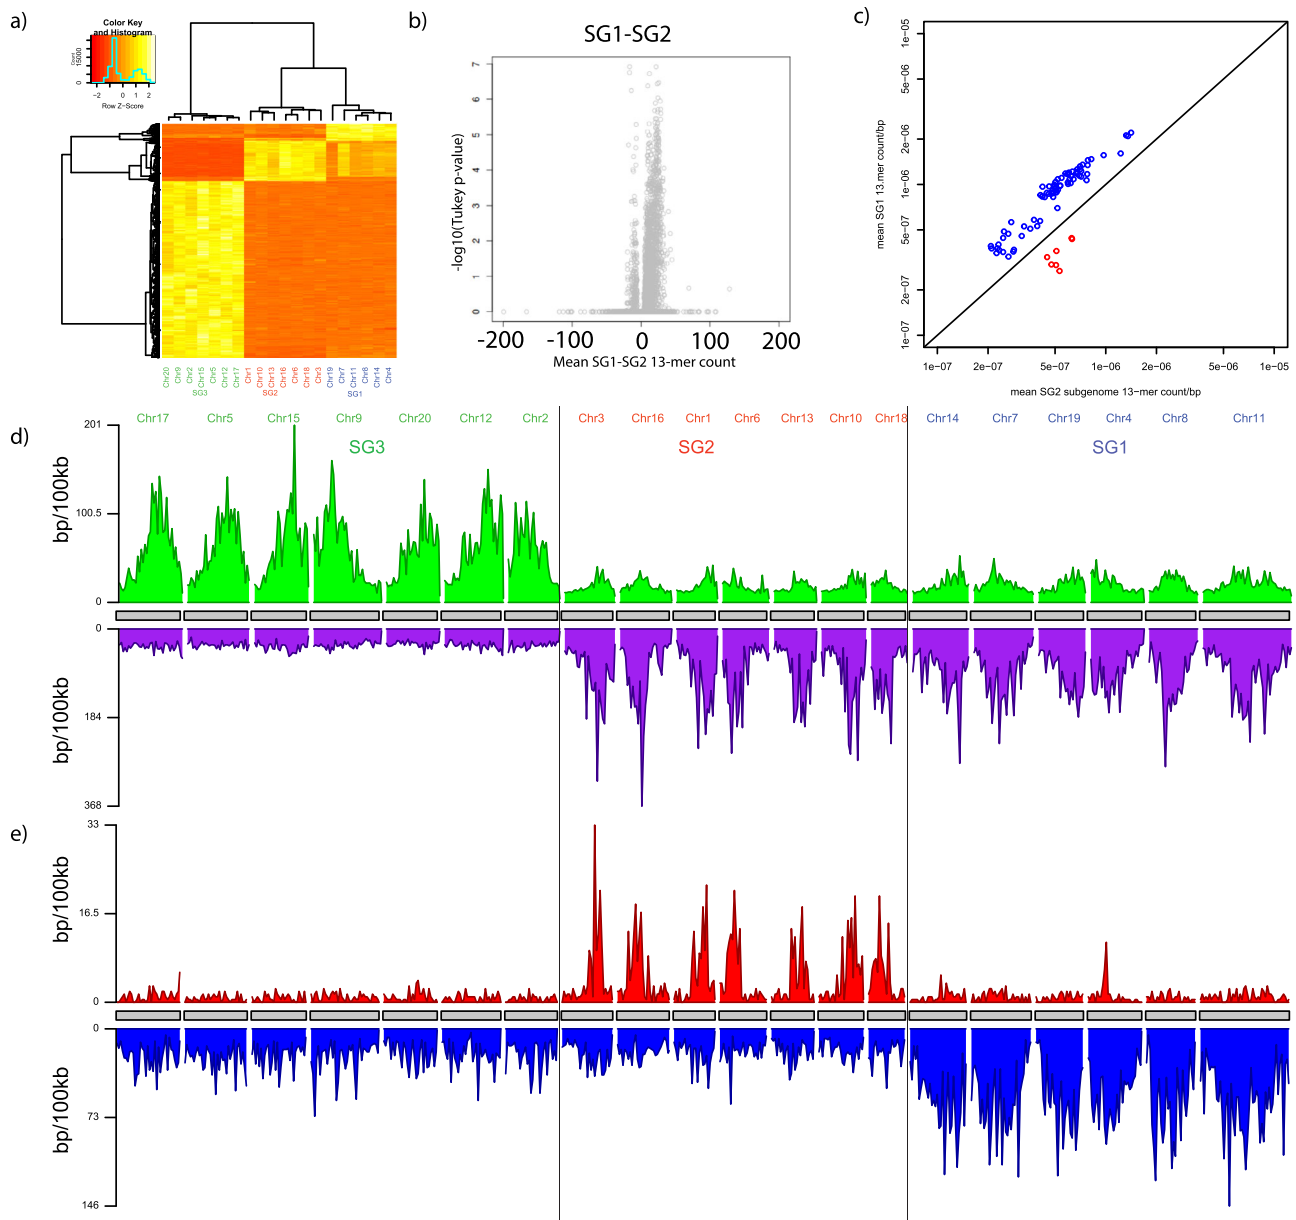 a)
Color Key
and Histogram
Count
0
15000
-2
0
1
2
Row Z-Score
Chr20
Chr9
Chr2
Chr15
Chr5
Chr12
Chr17
Chr1
Chr10
Chr13
Chr16
Chr6
Chr18
Chr3
Chr19
Chr7
Chr11
Chr8
Chr14
Chr4
SG3
SG2
SG1
b)
SG1-SG2
7
6
5
4
3
2
1
0
-log10(Tukey p-value)
-200
-100
0
100
200
Mean SG1-SG2 13-mer count
c)
1e-05
5e-06
2e-06
1e-06
5e-07
2e-07
1e-07
mean SG1 13.mer count/bp
1e-07
2e-07
5e-07
1e-06
2e-06
5e-06
1e-05
mean SG2 subgenome 13-mer count/bp
d)
Chr17 Chr5 Chr15 Chr9 Chr20 Chr12 Chr2 Chr3 Chr16 Chr1 Chr6 Chr13 Chr10 Chr18 Chr14 Chr7 Chr19 Chr4 Chr8 Chr11
SG3 SG2 SG1
201
100.5
0
bp/100kb
0
184
368
bp/100kb
e)
33
16.5
0
bp/100kb
0
73
146
bp/100kb